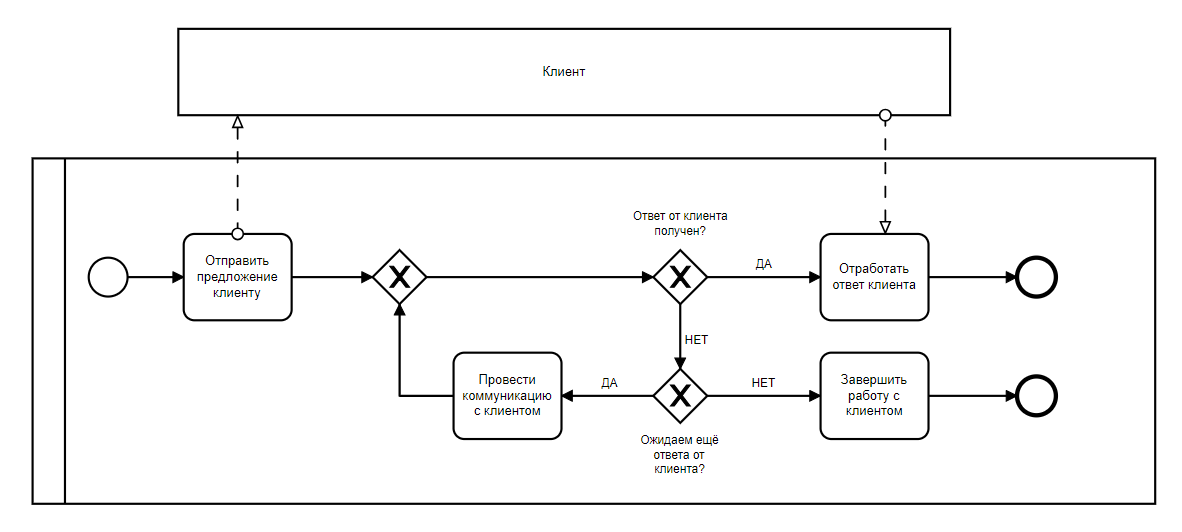 Клиент
Ответ от клиента
получен?
Отправить
предложение
клиенту
ДА
Отработать
ответ клиента
НЕТ
Провести
коммуникацию
с клиентом
ДА
НЕТ
Завершить
работу с
клиентом
Ожидаем ещё
ответа от
клиента?